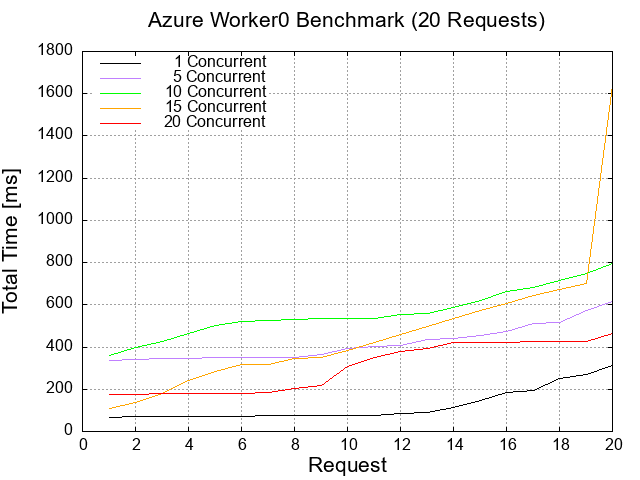 Azure Worker0 Benchmark (20 Requests)
1800
1600
1400
1200
1000
800
600
400
200
0
Total Time [ms]
1 Concurrent
5 Concurrent
10 Concurrent
15 Concurrent
20 Concurrent
0 2 4 6 8 10 12 14 16 18 20
Request